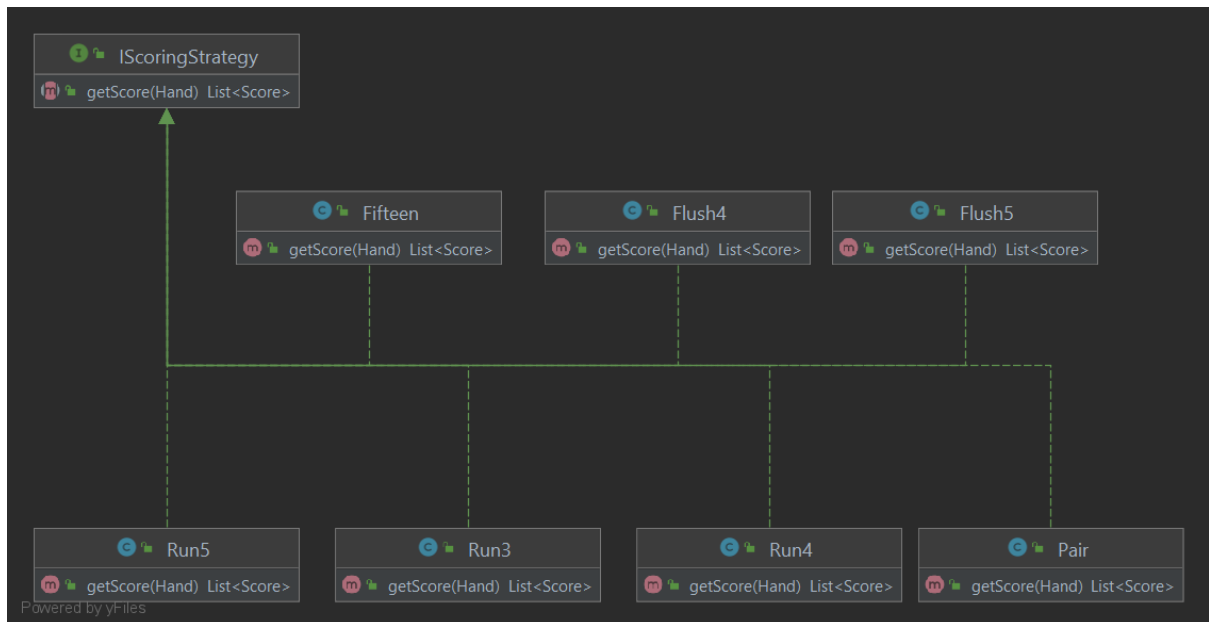 IScoringStrategy
getScore(Hand) List<Score>
Fifteen
getScore(Hand) List<Score>
Flush4
getScore(Hand) List<Score>
Flush5
getScore(Hand) List<Score>
Run5
getScore(Hand) List<Score>
Run3
getScore(Hand) List<Score>
Run4
getScore(Hand) List<Score>
Pair
getScore(Hand) List<Score>
Powered by yFiles